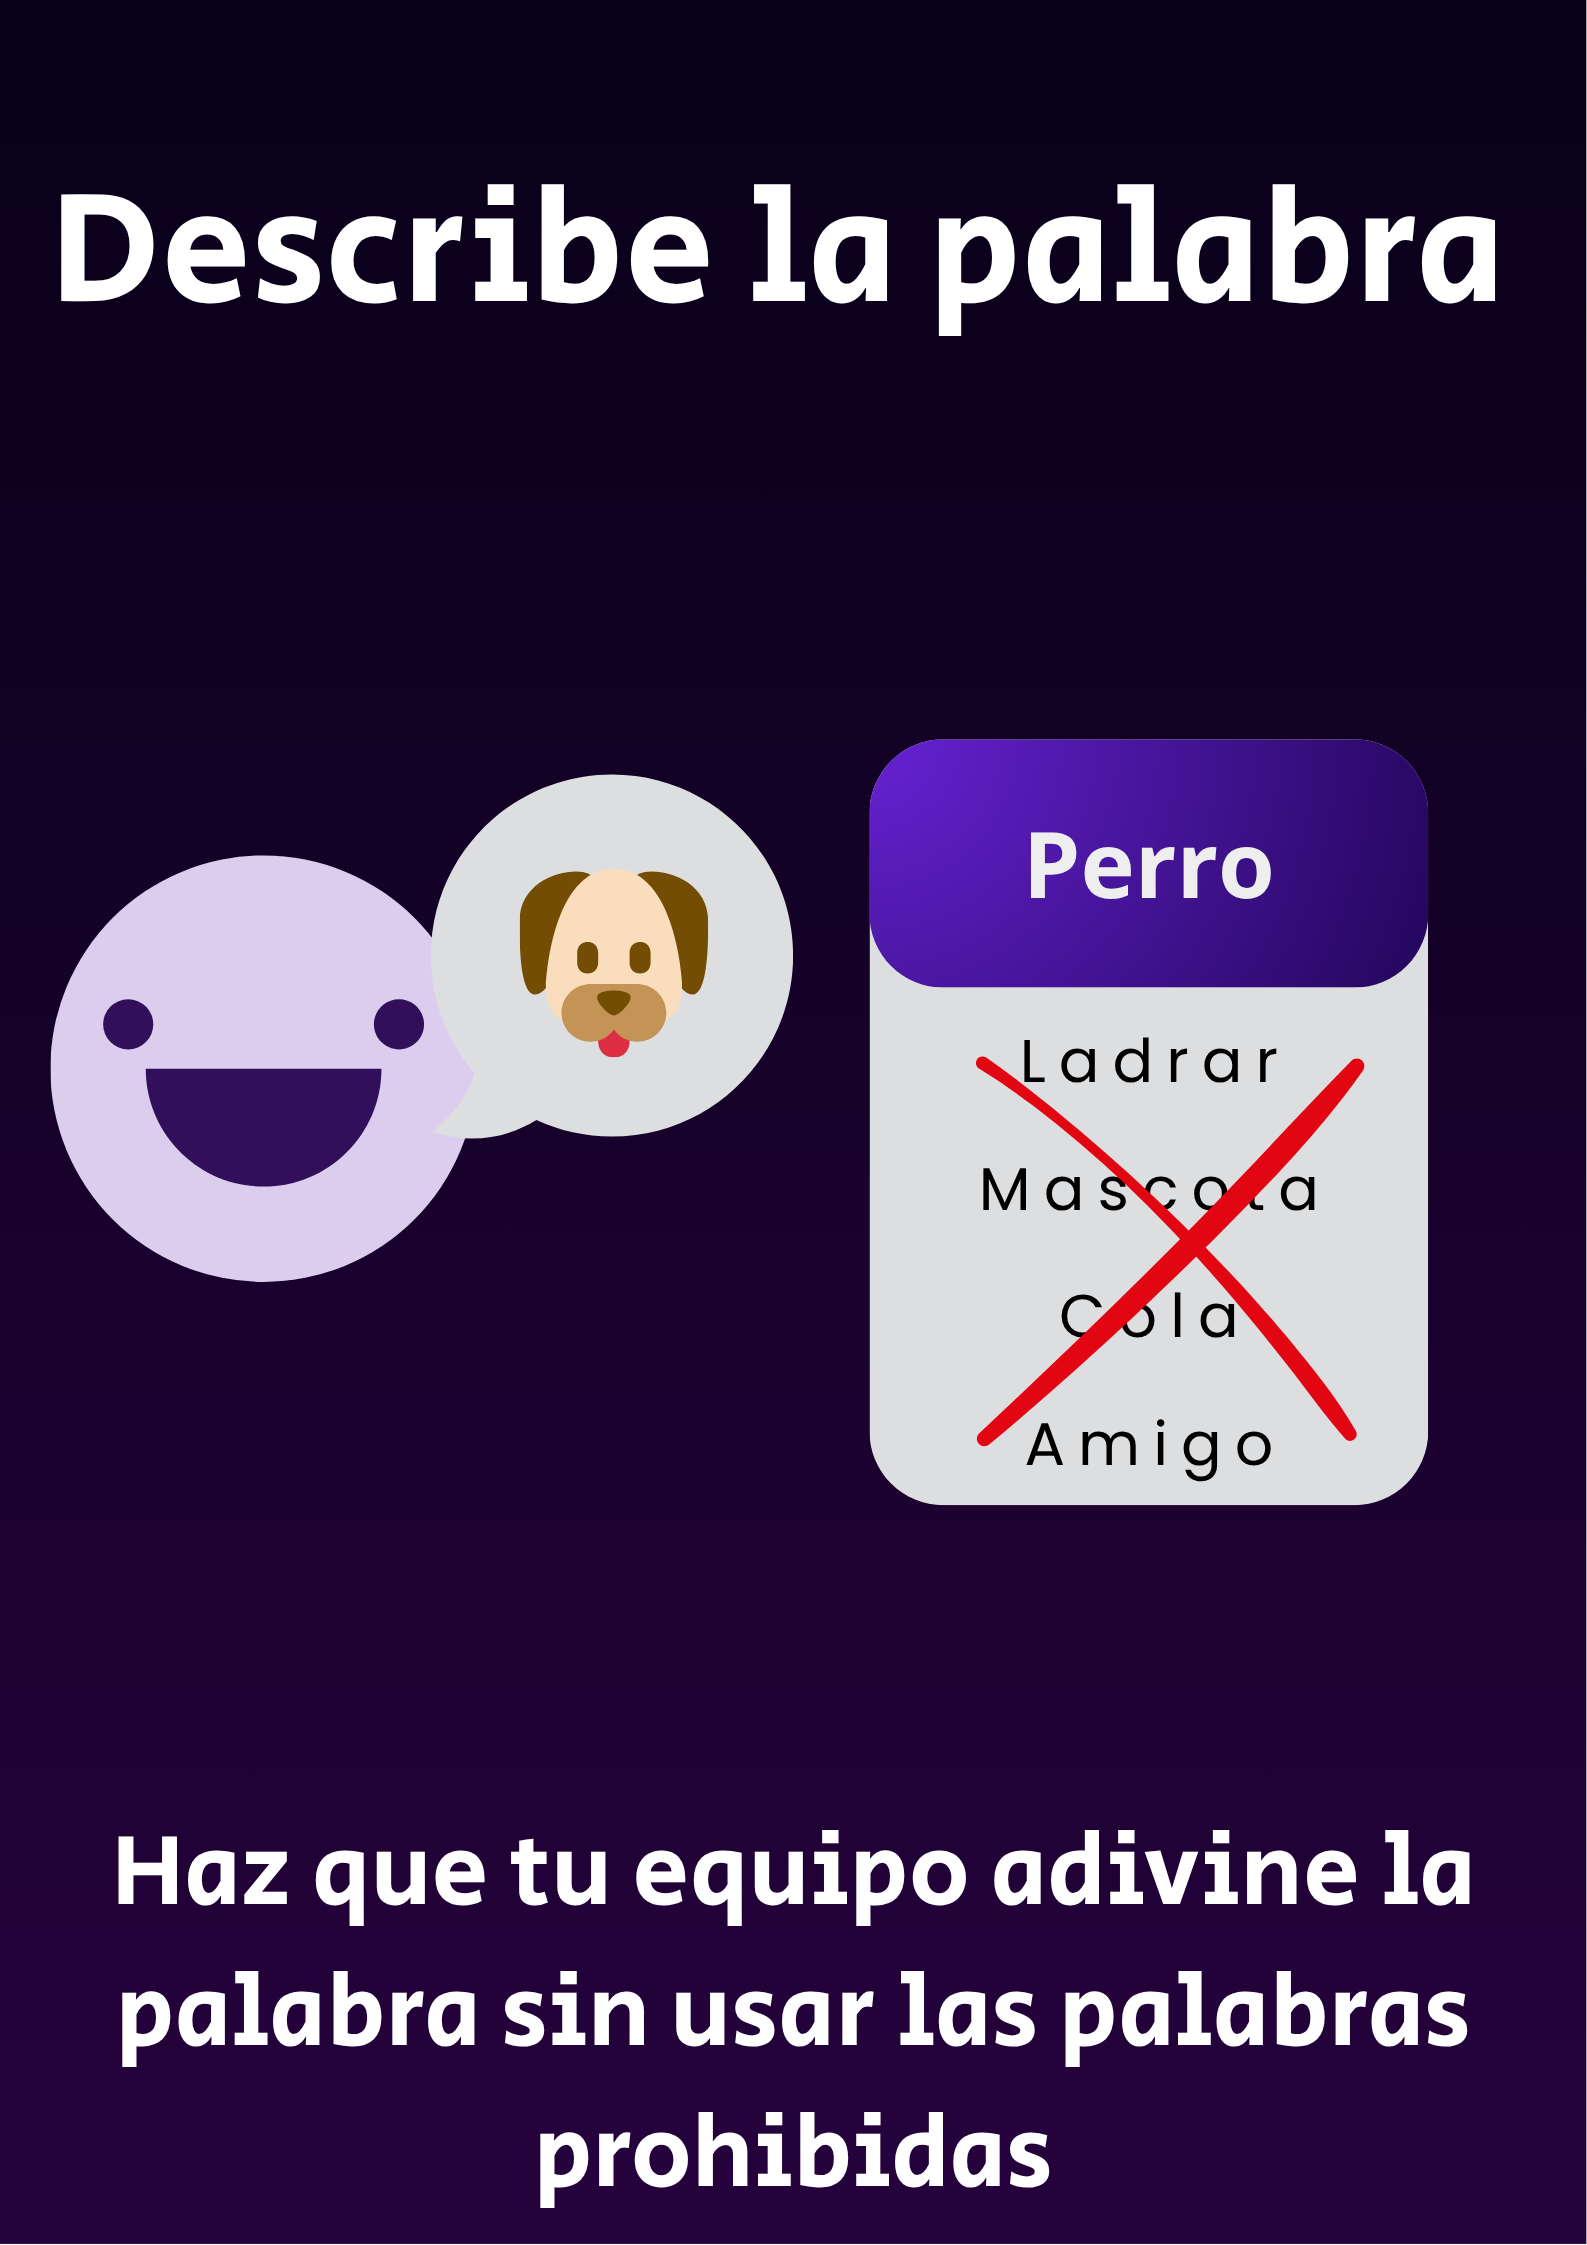 Describe la palabra
Perro
Ladrar
Mascota
Cola
Amigo
Haz que tu equipo adivine la
palabra sin usar las palabras
prohibidas